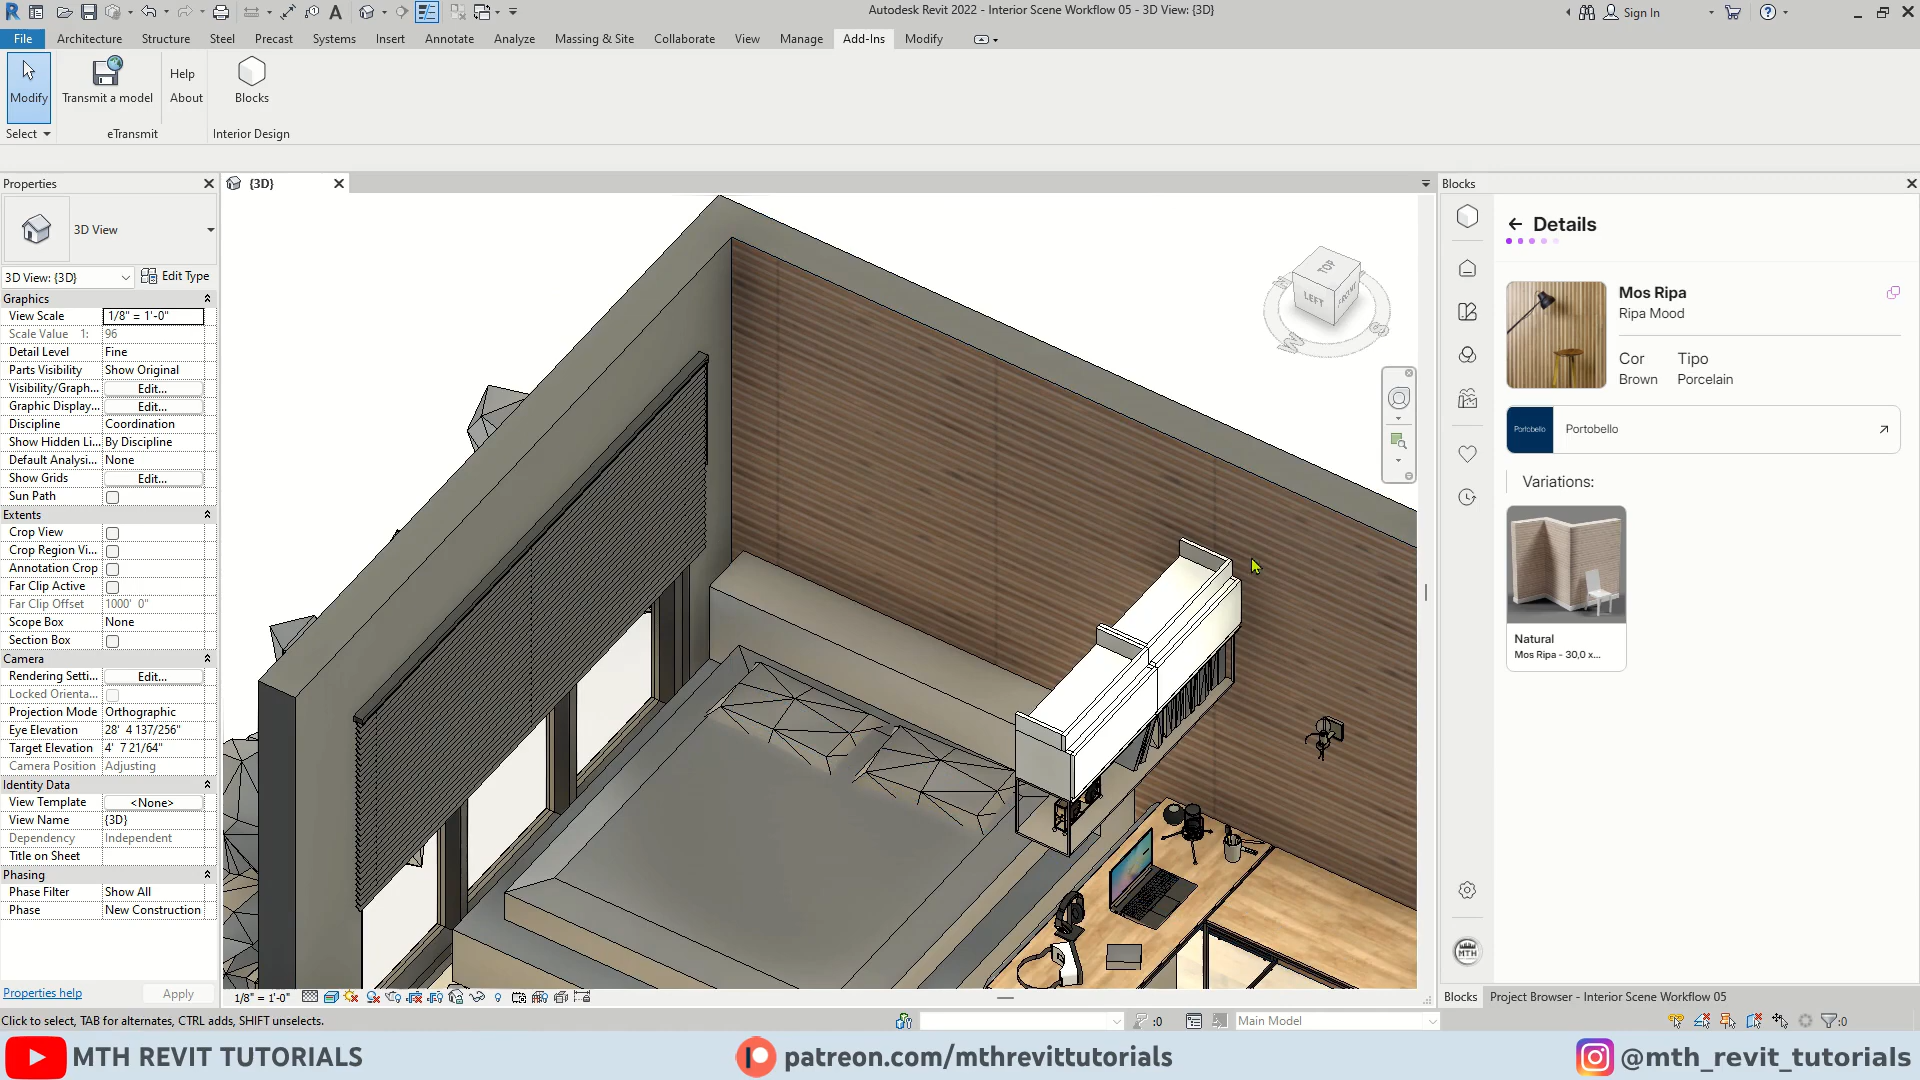 Autodesk Revit 2022 - Interior Scene Workflow 05 - 3D View: {3D}
Sign In
File Architecture Structure Steel Precast Systems Insert Annotate Analyze Massing & Site Collaborate View Manage Add-Ins Modify
Modify
Transmit a model
Help
About
Blocks
Select
eTransmit
Interior Design
Properties
{3D}
Blocks
3D View
3D View: {3D}
Edit Type
Graphics
View Scale 1/8" = 1'-0"
Scale Value 1: 96
Detail Level Fine
Parts Visibility Show Original
Visibility/Graph... Edit...
Graphic Display... Edit...
Discipline Coordination
Show Hidden Li... By Discipline
Default Analysi... None
Show Grids Edit...
Sun Path
Extents
Crop View
Crop Region Vi...
Annotation Crop
Far Clip Active
Far Clip Offset 1000' 0"
Scope Box None
Section Box
Camera
Rendering Setti... Edit...
Locked Orienta...
Projection Mode Orthographic
Eye Elevation 28' 4 137/256"
Target Elevation 4' 7 21/64"
Camera Position Adjusting
Identity Data
View Template <None>
View Name {3D}
Dependency Independent
Title on Sheet
Phasing
Phase Filter Show All
Phase New Construction
Properties help
Apply
TOP
LEFT
FRONT
Details
Mos Ripa
Ripa Mood
Cor Tipo
Brown Porcelain
Portobello
Portobello
Variations:
Natural
Mos Ripa - 30,0 x...
MTH
1/8" = 1'-0"
Blocks
Project Browser - Interior Scene Workflow 05
Click to select, TAB for alternates, CTRL adds, SHIFT unselects.
:0
Main Model
:0
MTH REVIT TUTORIALS
patreon.com/mthrevittutorials
@mth_revit_tutorials